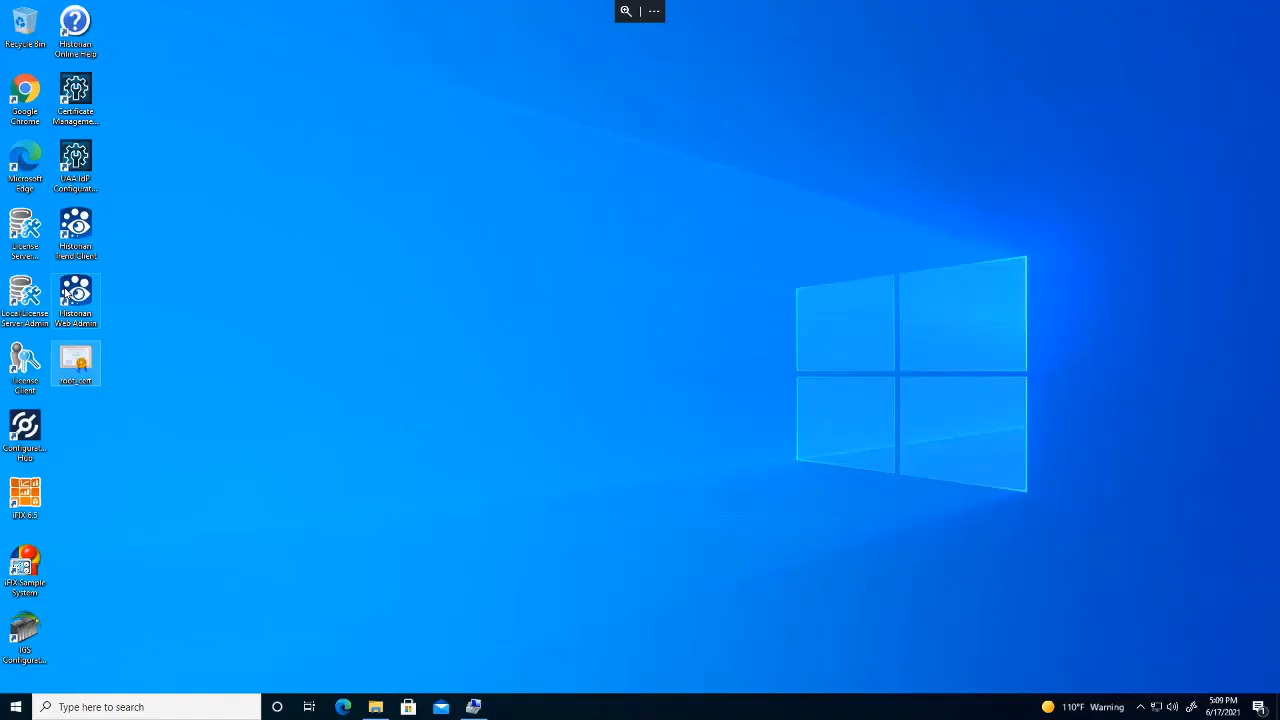 Recycle Bin
Historian
Online Help
Google
Chrome
Certificate
Manageme...
Microsoft
Edge
UAA IdP
Configurat...
License
Server...
Historian
Trend Client
Local License
Server Admin
Historian
Web Admin
License
Client
root_cert
Configurat...
Hub
iFIX 6.5
iFIX Sample
System
IGS
Configurat...
Type here to search
110°F Warning
5:09 PM
6/17/2021
1